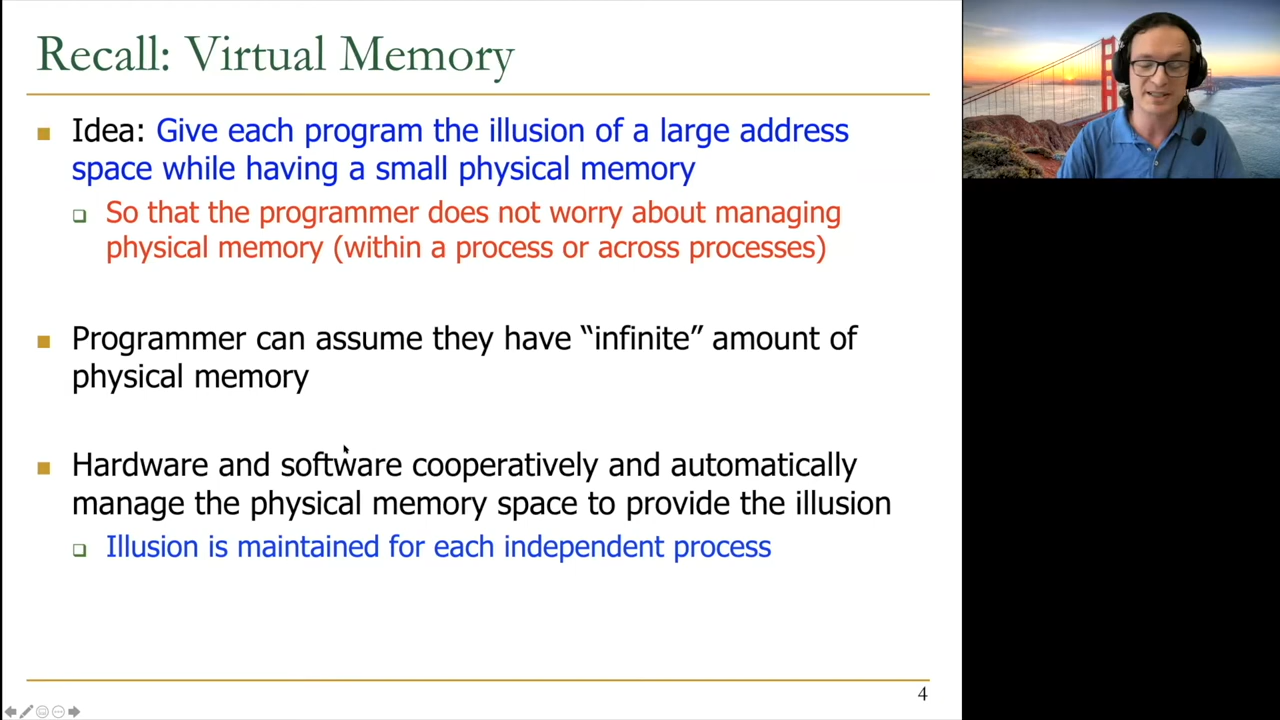 Recall: Virtual Memory
Idea: Give each program the illusion of a large address
space while having a small physical memory
So that the programmer does not worry about managing
physical memory (within a process or across processes)
Programmer can assume they have “infinite” amount of
physical memory
Hardware and software cooperatively and automatically
manage the physical memory space to provide the illusion
Illusion is maintained for each independent process
4